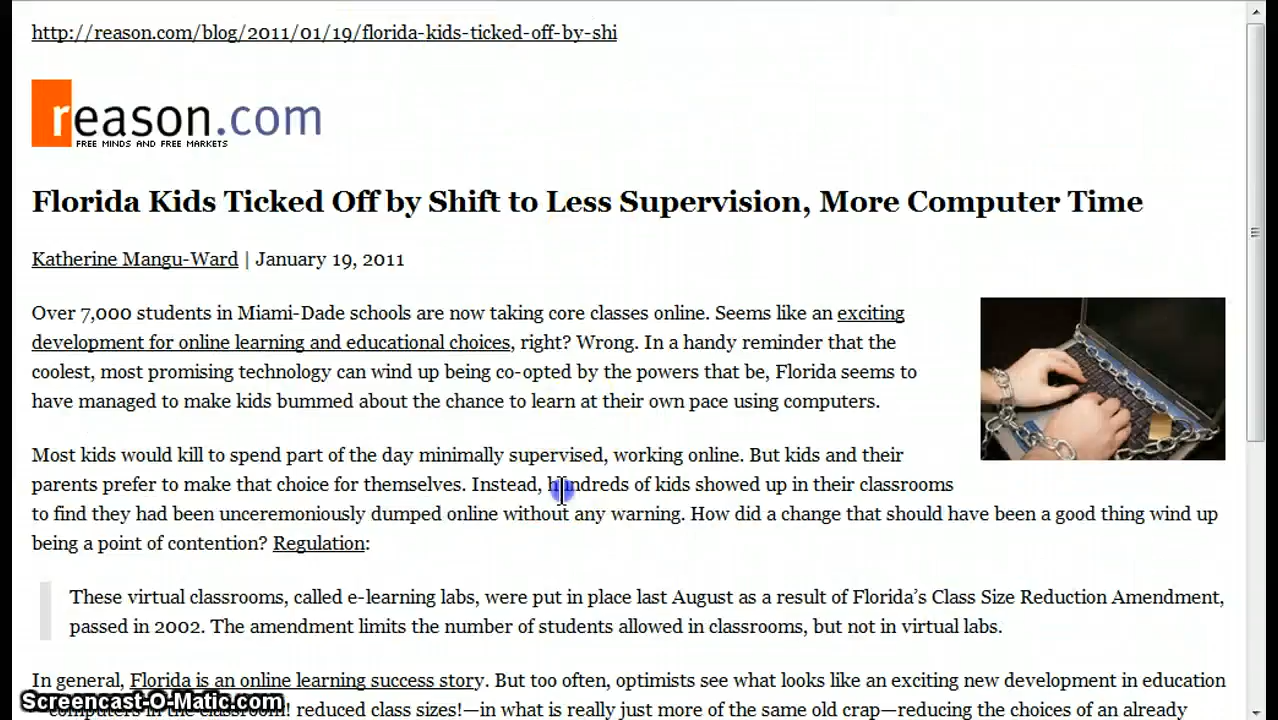 http://reason.com/blog/2011/01/19/florida-kids-ticked-off-by-shi
reason.com
FREE MINDS AND FREE MARKETS
Florida Kids Ticked Off by Shift to Less Supervision, More Computer Time
Katherine Mangu-Ward | January 19, 2011
Over 7,000 students in Miami-Dade schools are now taking core classes online. Seems like an exciting
development for online learning and educational choices, right? Wrong. In a handy reminder that the
coolest, most promising technology can wind up being co-opted by the powers that be, Florida seems to
have managed to make kids bummed about the chance to learn at their own pace using computers.
Most kids would kill to spend part of the day minimally supervised, working online. But kids and their
parents prefer to make that choice for themselves. Instead, hundreds of kids showed up in their classrooms
to find they had been unceremoniously dumped online without any warning. How did a change that should have been a good thing wind up
being a point of contention? Regulation:
These virtual classrooms, called e-learning labs, were put in place last August as a result of Florida's Class Size Reduction Amendment,
passed in 2002. The amendment limits the number of students allowed in classrooms, but not in virtual labs.
In general, Florida is an online learning success story. But too often, optimists see what looks like an exciting new development in education
computers in the classroom! reduced class sizes!—in what is really just more of the same old crap—reducing the choices of an already
Screencast-O-Matic.com